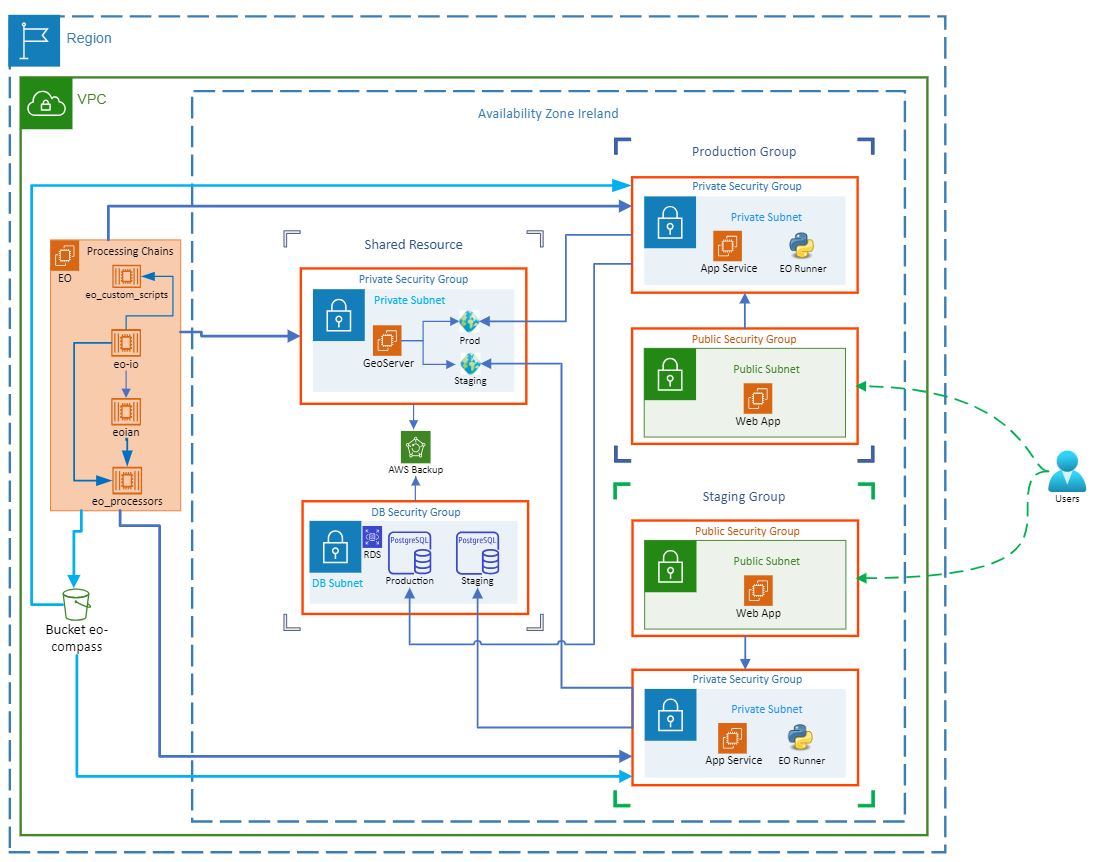 Region
VPC
Availability Zone Ireland
Production Group
Private Security Group
Private Subnet
App Service
EO Runner
Public Security Group
Public Subnet
Web App
Processing Chains
EO
eo_custom_scripts
eo-io
eoian
eo_processors
Shared Resource
Private Security Group
Private Subnet
GeoServer
Prod
Staging
AWS Backup
DB Security Group
RDS
PostgreSQL
PostgreSQL
DB Subnet
Production
Staging
Bucket eo-
compass
Users
Staging Group
Public Security Group
Public Subnet
Web App
Private Security Group
Private Subnet
App Service
EO Runner